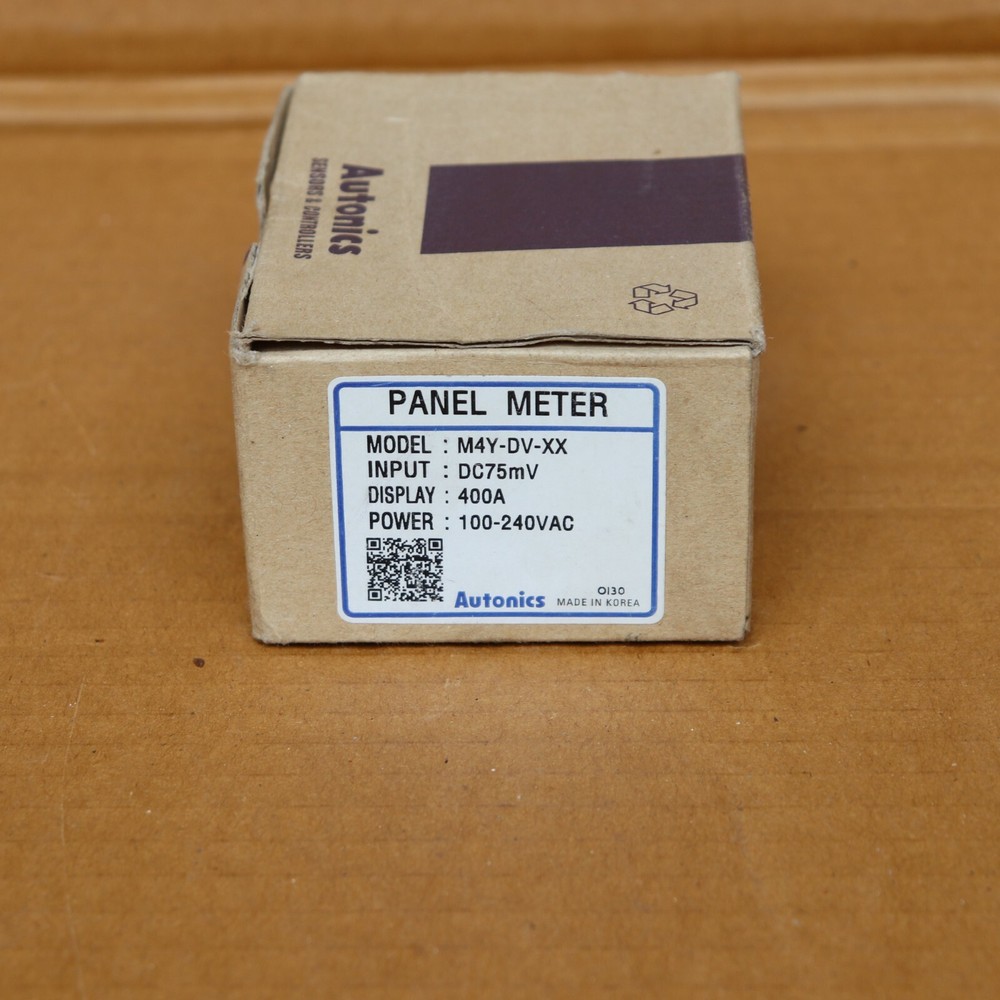 Autonics
SENSORS & CONTROLLERS
PANEL METER
MODEL : M4Y-DV-XX
INPUT : DC75mV
DISPLAY : 400A
POWER : 100-240VAC
Autonics
O130
MADE IN KOREA